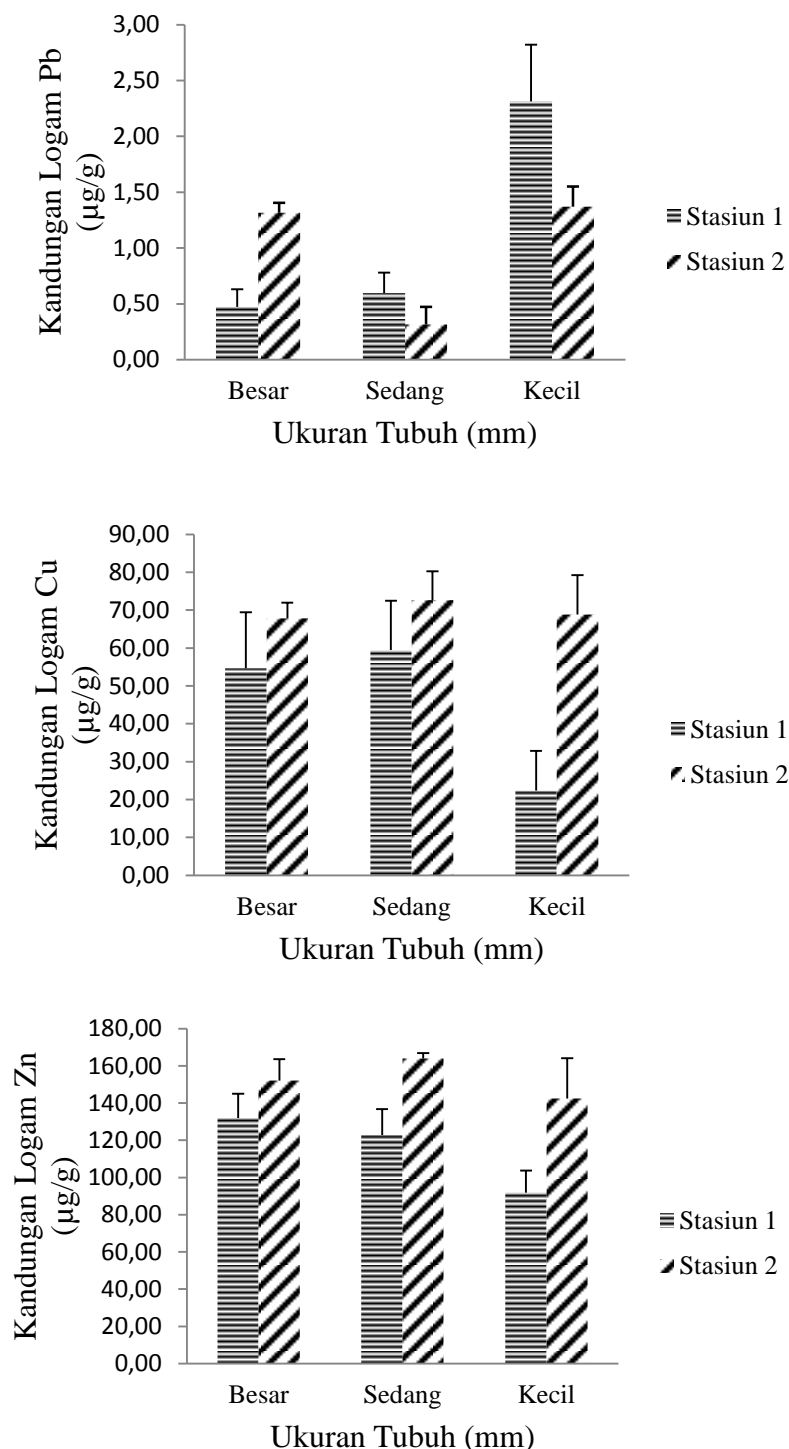 Kandungan Logam Pb
(µg/g)
3,00
2,50
2,00
1,50
1,00
0,50
0,00
Besar Sedang Kecil
Ukuran Tubuh (mm)
Stasiun 1
Stasiun 2
Kandungan Logam Cu
(µg/g)
90,00
80,00
70,00
60,00
50,00
40,00
30,00
20,00
10,00
0,00
Besar Sedang Kecil
Ukuran Tubuh (mm)
Stasiun 1
Stasiun 2
Kandungan Logam Zn
(µg/g)
180,00
160,00
140,00
120,00
100,00
80,00
60,00
40,00
20,00
0,00
Besar Sedang Kecil
Ukuran Tubuh (mm)
Stasiun 1
Stasiun 2